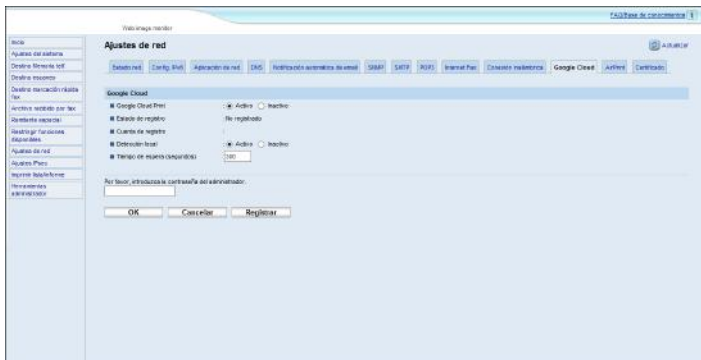 FAQ/Base de conocimientos
Web image monitor
Inicio
Ajustes del sistema
Destino Memoria telf
Destino escaneo
Destino marcación rápida fax
Archivo recibido por fax
Remitente especial
Restringir funciones disponibles
Ajustes de red
Ajustes IPsec
Imprimir lista/informe
Herramientas administrador
Ajustes de red
Actualizar
Estado red
Config. IPv6
Aplicación de red
DNS
Notificación automática de email
SNMP
SMTP
POP3
Internet Fax
Conexión inalámbrica
Google Cloud
AirPrint
Certificado
Google Cloud
Google Cloud Print : Activo Inactivo
Estado de registro : No registrado
Cuenta de registro :
Detección local : Activo Inactivo
Tiempo de espera (segundos) : 300
Por favor, introduzca la contraseña del administrador.
OK
Cancelar
Registrar